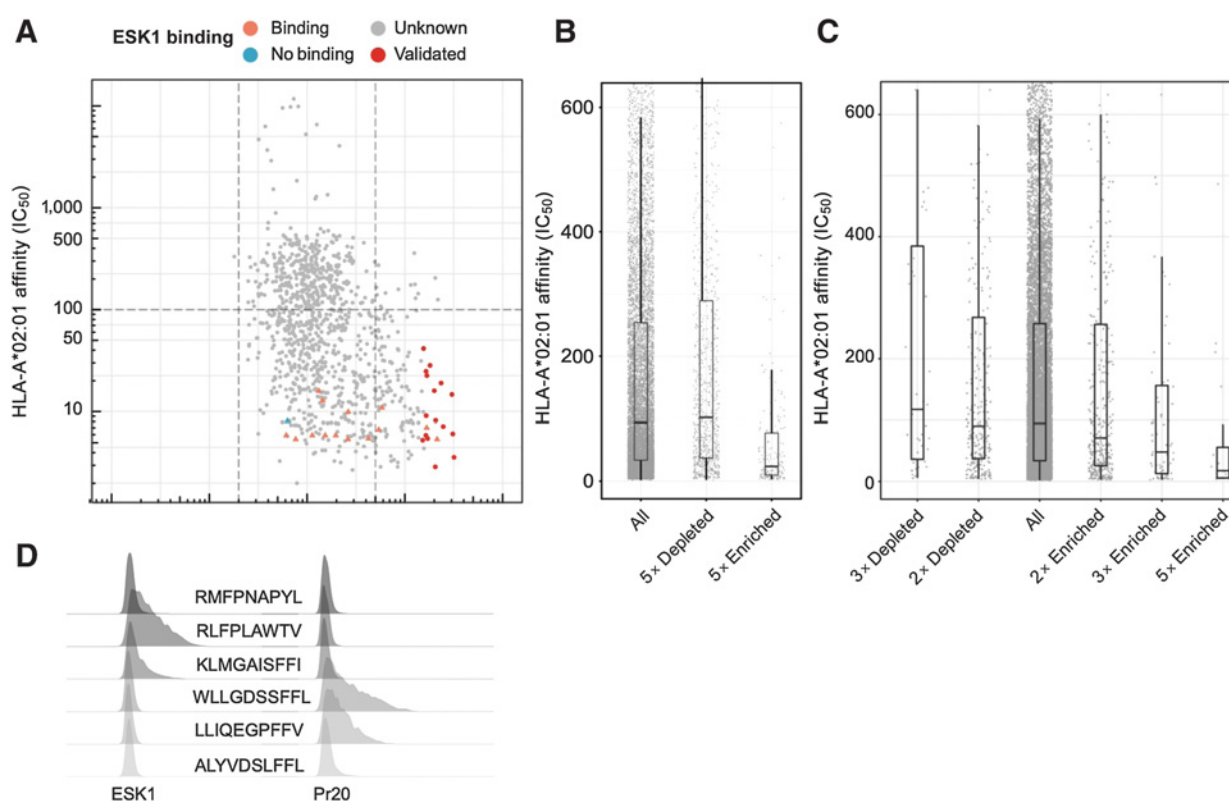 A
ESK1 binding
Binding
Unknown
No binding
Validated
HLA-A*02:01 affinity (IC50)
1,000
500
100
50
10
B
HLA-A*02:01 affinity (IC50)
600
400
200
0
All
5× Depleted
5× Enriched
C
HLA-A*02:01 affinity (IC50)
600
400
200
0
3× Depleted
2× Depleted
All
2× Enriched
3× Enriched
5× Enriched
D
RMFPNAPYL
RLFPLAWTV
KLMGAISFFI
WLLGDSSFFL
LLIQEGPFFV
ALYVDSLFFL
ESK1
Pr20